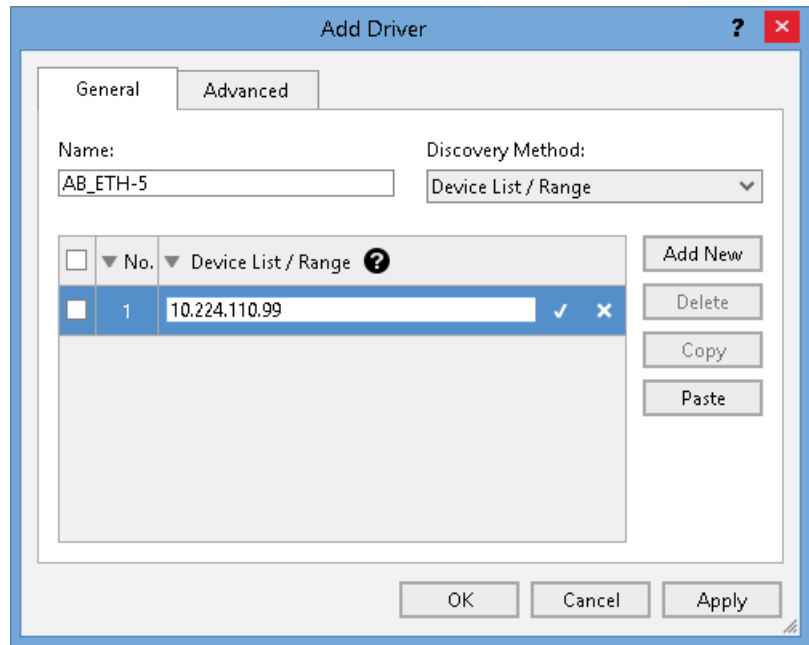 Add Driver ?
General Advanced
Name: Discovery Method:
AB_ETH-5 Device List / Range
No. Device List / Range ? Add New
1 10.224.110.99 Delete
Copy
Paste
OK Cancel Apply